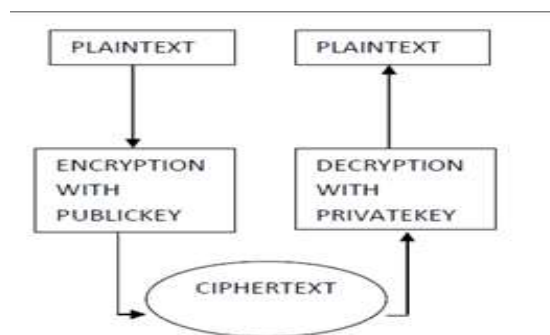 PLAINTEXT
PLAINTEXT
ENCRYPTION
WITH
PUBLICKEY
DECRYPTION
WITH
PRIVATEKEY
CIPHERTEXT